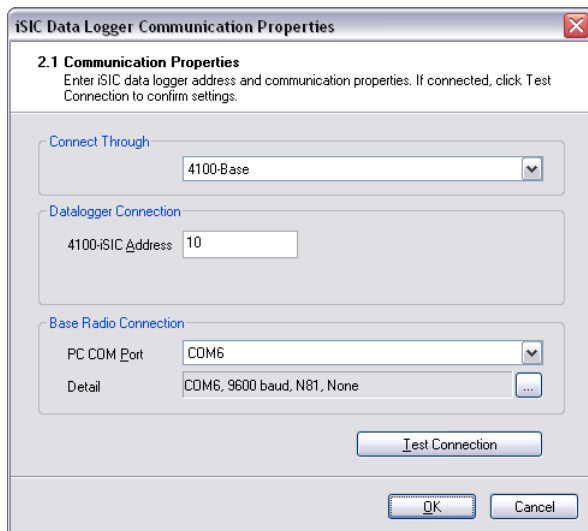 iSIC Data Logger Communication Properties
2.1 Communication Properties
Enter iSIC data logger address and communication properties. If connected, click Test
Connection to confirm settings.
Connect Through
4100-Base
Datalogger Connection
4100-iSIC Address 10
Base Radio Connection
PC COM Port COM6
Detail COM6, 9600 baud, N81, None ...
Test Connection
OK Cancel